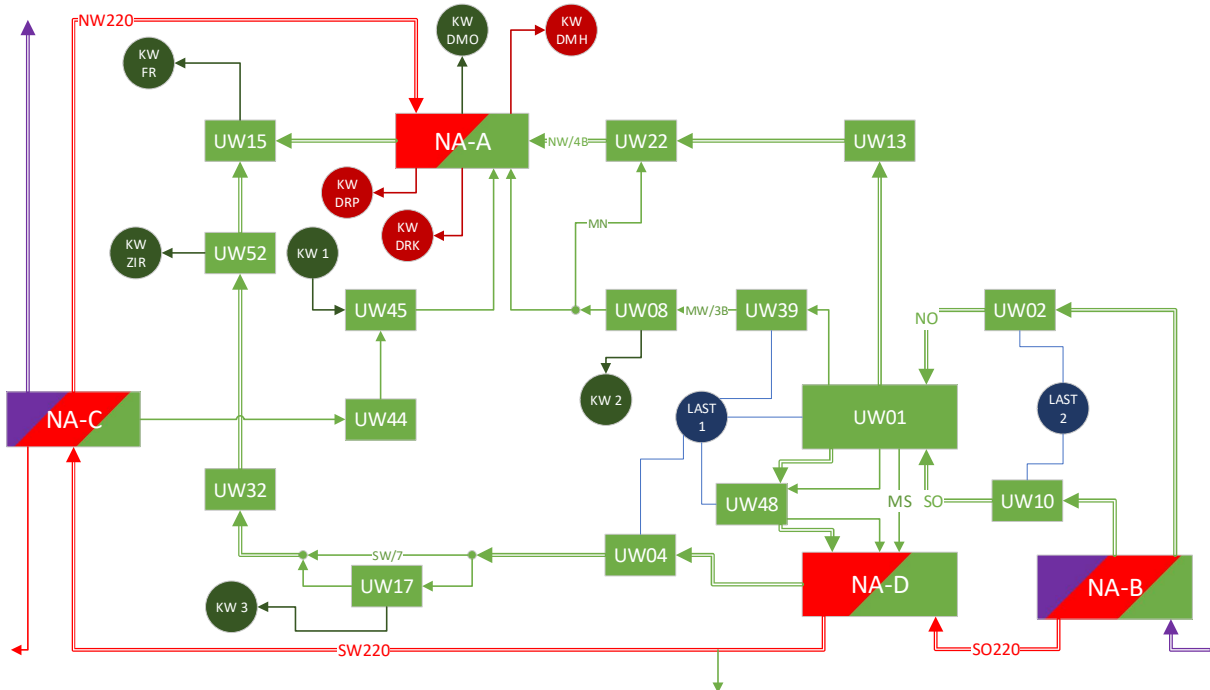 NW220
KW
DMO
KW
DMH
KW
FR
UW15
NA-A
NW/4B
UW22
UW13
KW
DRP
KW
DRK
MN
KW
ZIR
UW52
KW 1
UW45
UW08
MW/3B
UW39
NO
UW02
KW 2
NA-C
UW44
LAST
1
UW01
LAST
2
UW32
UW48
MS
SO
UW10
SW/7
UW04
UW17
NA-D
NA-B
KW 3
SW220
SO220